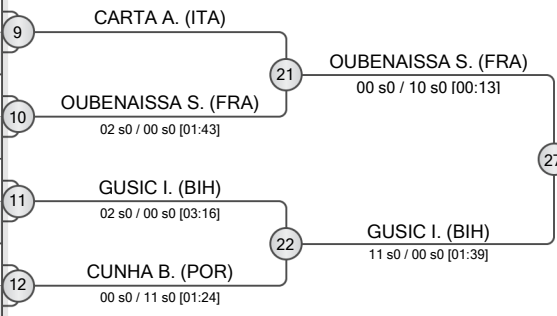 9
CARTA A. (ITA)
21
OUBENAISSA S. (FRA)
00 s0 / 10 s0 [00:13]
10
OUBENAISSA S. (FRA)
02 s0 / 00 s0 [01:43]
27
11
GUSIC I. (BIH)
02 s0 / 00 s0 [03:16]
22
GUSIC I. (BIH)
11 s0 / 00 s0 [01:39]
12
CUNHA B. (POR)
00 s0 / 11 s0 [01:24]